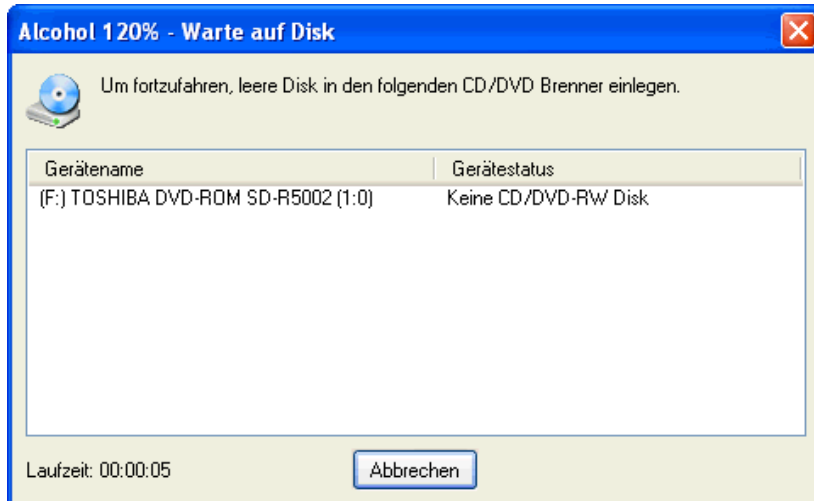 Alcohol 120% - Warte auf Disk
Um fortzufahren, leere Disk in den folgenden CD/DVD Brenner einlegen.
Gerätename Gerätestatus
(F:) TOSHIBA DVD-ROM SD-R5002 (1:0) Keine CD/DVD-RW Disk
Laufzeit: 00:00:05 Abbrechen